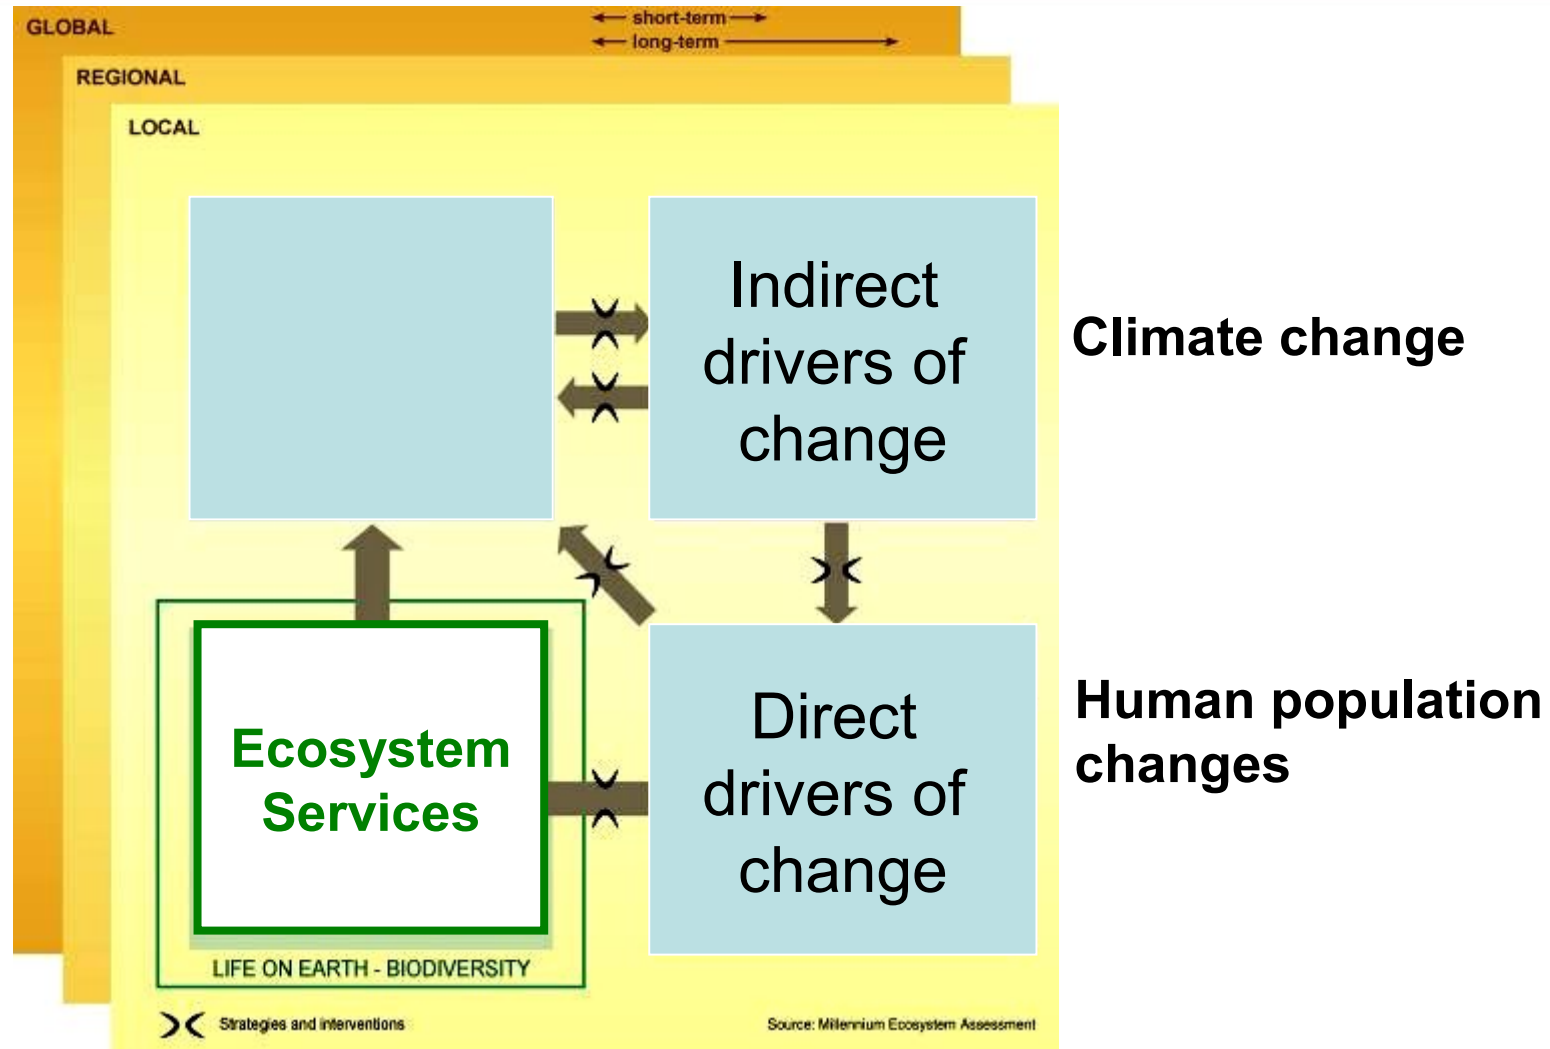 GLOBAL
short-term
long-term
REGIONAL
LOCAL
Indirect
drivers of
change
Climate change
Ecosystem
Services
Direct
drivers of
change
Human population
changes
LIFE ON EARTH - BIODIVERSITY
Strategies and interventions
Source: Millennium Ecosystem Assessment